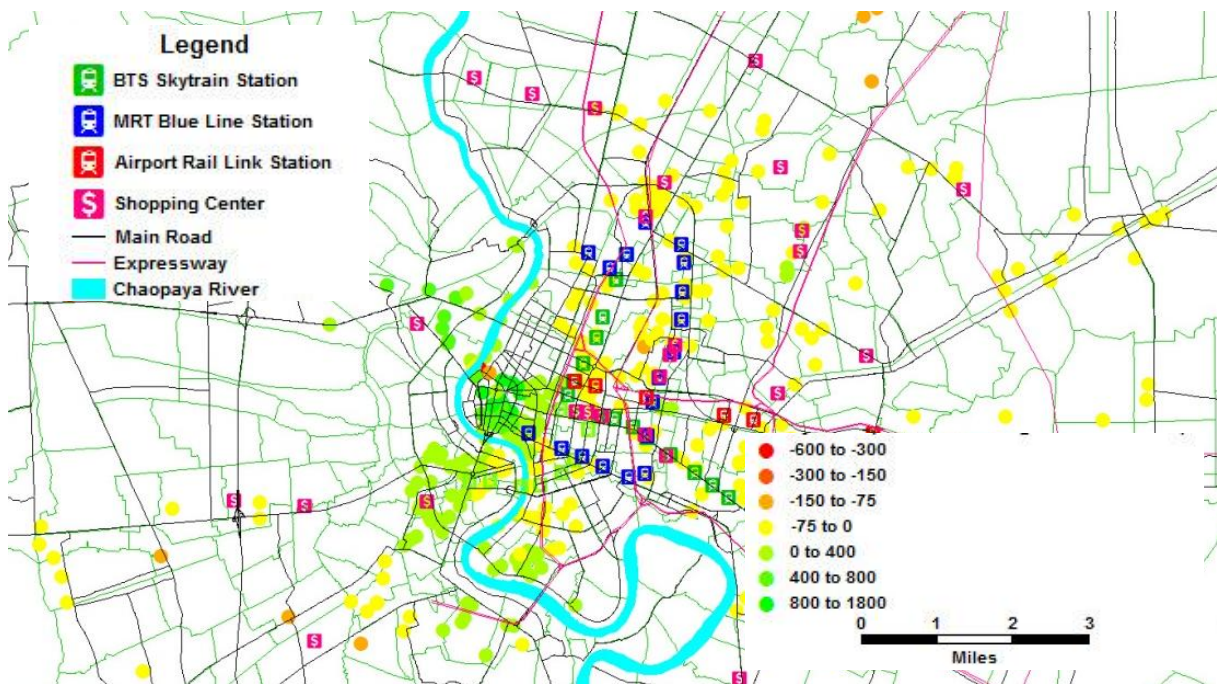 Legend
BTS Skytrain Station
MRT Blue Line Station
Airport Rail Link Station
$ Shopping Center
Main Road
Expressway
Chaopaya River
-600 to -300
-300 to -150
-150 to -75
-75 to 0
0 to 400
400 to 800
800 to 1800
0 1 2 3
Miles